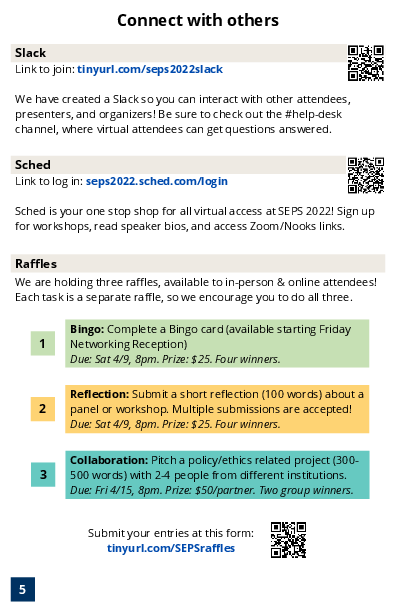 Connect with others
Slack
Link to join: tinyurl.com/seps2022slack
We have created a Slack so you can interact with other attendees,
presenters, and organizers! Be sure to check out the #help-desk
channel, where virtual attendees can get questions answered.
Sched
Link to log in: seps2022.sched.com/login
Sched is your one stop shop for all virtual access at SEPS 2022! Sign up
for workshops, read speaker bios, and access Zoom/Nooks links.
Raffles
We are holding three raffles, available to in-person & online attendees!
Each task is a separate raffle, so we encourage you to do all three.
1
Bingo: Complete a Bingo card (available starting Friday
Networking Reception)
Due: Sat 4/9, 8pm. Prize: $25. Four winners.
2
Reflection: Submit a short reflection (100 words) about a
panel or workshop. Multiple submissions are accepted!
Due: Sat 4/9, 8pm. Prize: $25. Four winners.
3
Collaboration: Pitch a policy/ethics related project (300-
500 words) with 2-4 people from different institutions.
Due: Fri 4/15, 8pm. Prize: $50/partner. Two group winners.
Submit your entries at this form:
tinyurl.com/SEPSraffles
5